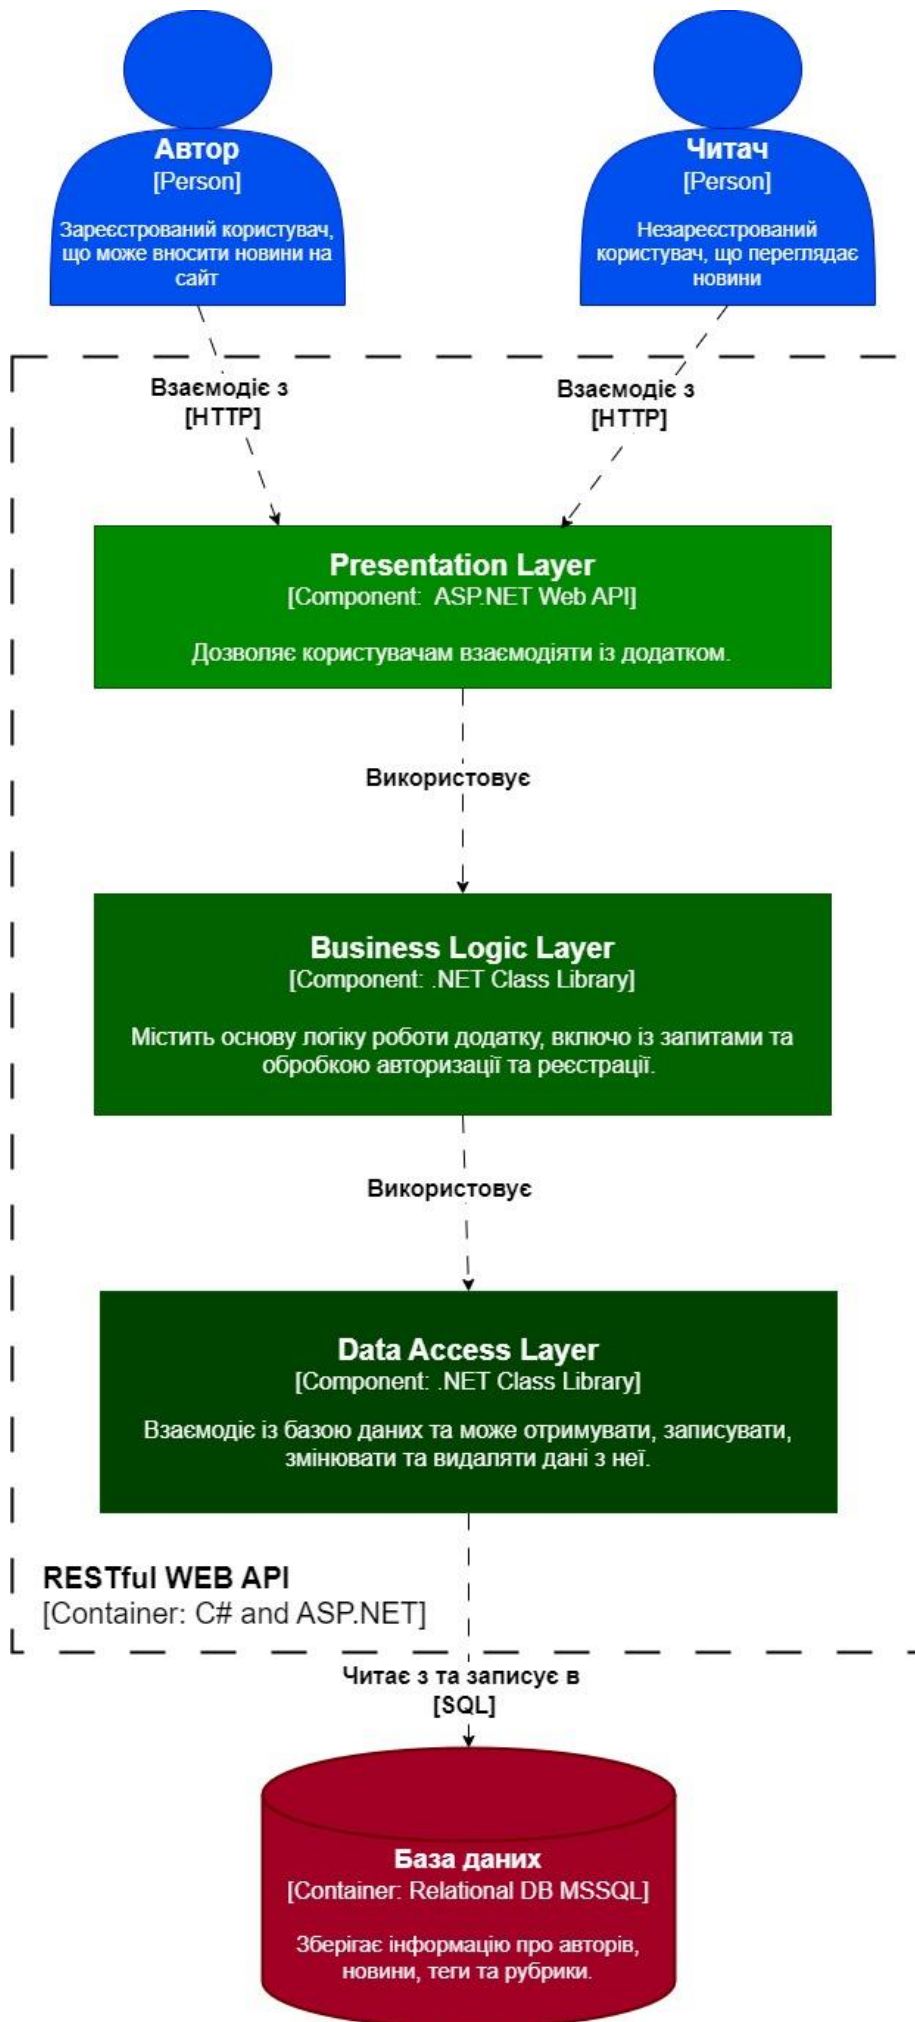 Автор
[Person]
Зареєстрований користувач,
що може вносити новини на
сайт
Читач
[Person]
Незареєстрований
користувач, що переглядає
новини
Взаємодіє з
[HTTP]
Взаємодіє з
[HTTP]
Presentation Layer
[Component: ASP.NET Web API]
Дозволяє користувачам взаємодіяти із додатком.
Використовує
Business Logic Layer
[Component: .NET Class Library]
Містить основу логіку роботи додатку, включо із запитами та
обробкою авторизації та реєстрації.
Використовує
Data Access Layer
[Component: .NET Class Library]
Взаємодіє із базою даних та може отримувати, записувати,
змінювати та видаляти дані з неї.
RESTful WEB API
[Container: C# and ASP.NET]
Читає з та записує в
[SQL]
База даних
[Container: Relational DB MSSQL]
Зберігає інформацію про авторів,
новини, теги та рубрики.